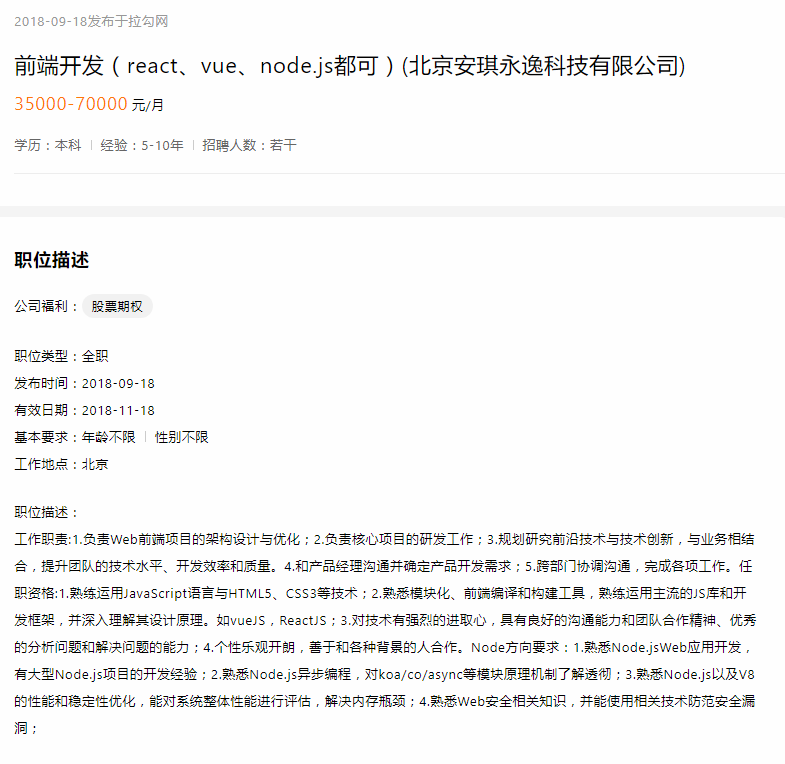 2018-09-18发布于拉勾网
前端开发（react、vue、node.js都可）(北京安琪永逸科技有限公司)
35000-70000 元/月
学历：本科 | 经验：5-10年 | 招聘人数：若干
职位描述
公司福利： 股票期权
职位类型：全职
发布时间：2018-09-18
有效日期：2018-11-18
基本要求：年龄不限 | 性别不限
工作地点：北京
职位描述：
工作职责:1.负责Web前端项目的架构设计与优化；2.负责核心项目的研发工作；3.规划研究前沿技术与技术创新，与业务相结
合，提升团队的技术水平、开发效率和质量。4.和产品经理沟通并确定产品开发需求；5.跨部门协调沟通，完成各项工作。任
职资格:1.熟练运用JavaScript语言与HTML5、CSS3等技术；2.熟悉模块化、前端编译和构建工具，熟练运用主流的JS库和开
发框架，并深入理解其设计原理。如vueJS，ReactJS；3.对技术有强烈的进取心，具有良好的沟通能力和团队合作精神、优秀
的分析问题和解决问题的能力；4.个性乐观开朗，善于和各种背景的人合作。Node方向要求：1.熟悉Node.jsWeb应用开发，
有大型Node.js项目的开发经验；2.熟悉Node.js异步编程，对koa/co/async等模块原理机制了解透彻；3.熟悉Node.js以及V8
的性能和稳定性优化，能对系统整体性能进行评估，解决内存瓶颈；4.熟悉Web安全相关知识，并能使用相关技术防范安全漏
洞；